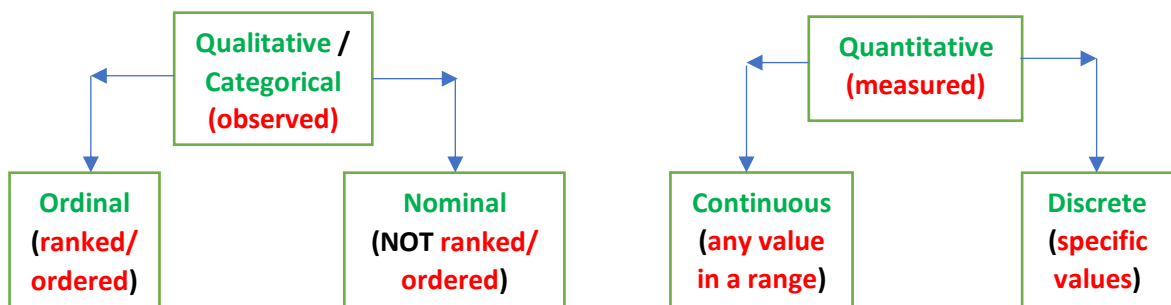 Qualitative /
Categorical
(observed)
Quantitative
(measured)
Ordinal
(ranked/
ordered)
Nominal
(NOT ranked/
ordered)
Continuous
(any value
in a range)
Discrete
(specific
values)